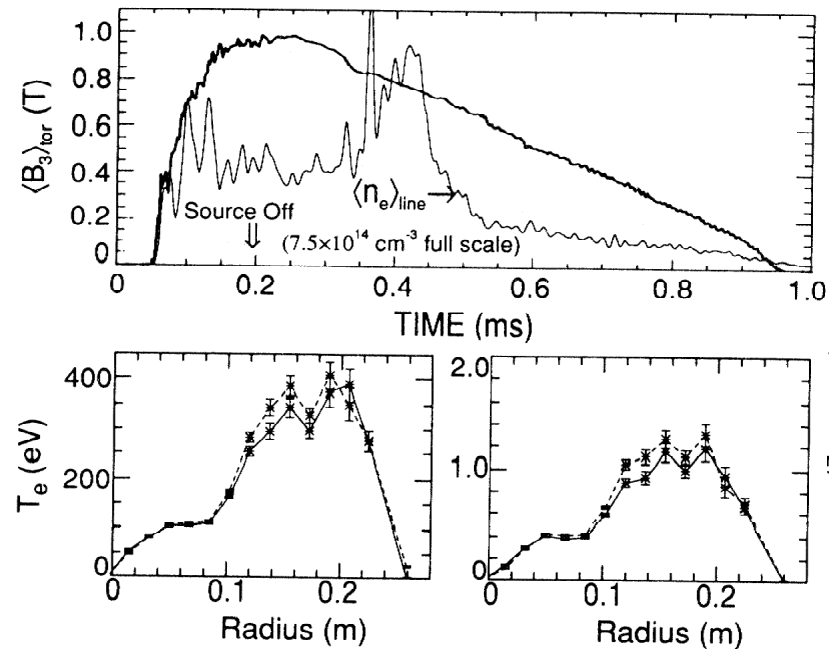 ⟨B₃⟩tor (T)
1.0
0.8
0.6
0.4
0.2
0
⟨nₑ⟩line →
Source Off
⇓ (7.5×10¹⁴ cm⁻³ full scale)
0 0.2 0.4 0.6 0.8 1.0
TIME (ms)
Tₑ (eV)
400
200
0
0 0.1 0.2
Radius (m)
2.0
1.0
0
0 0.1 0.2
Radius (m)